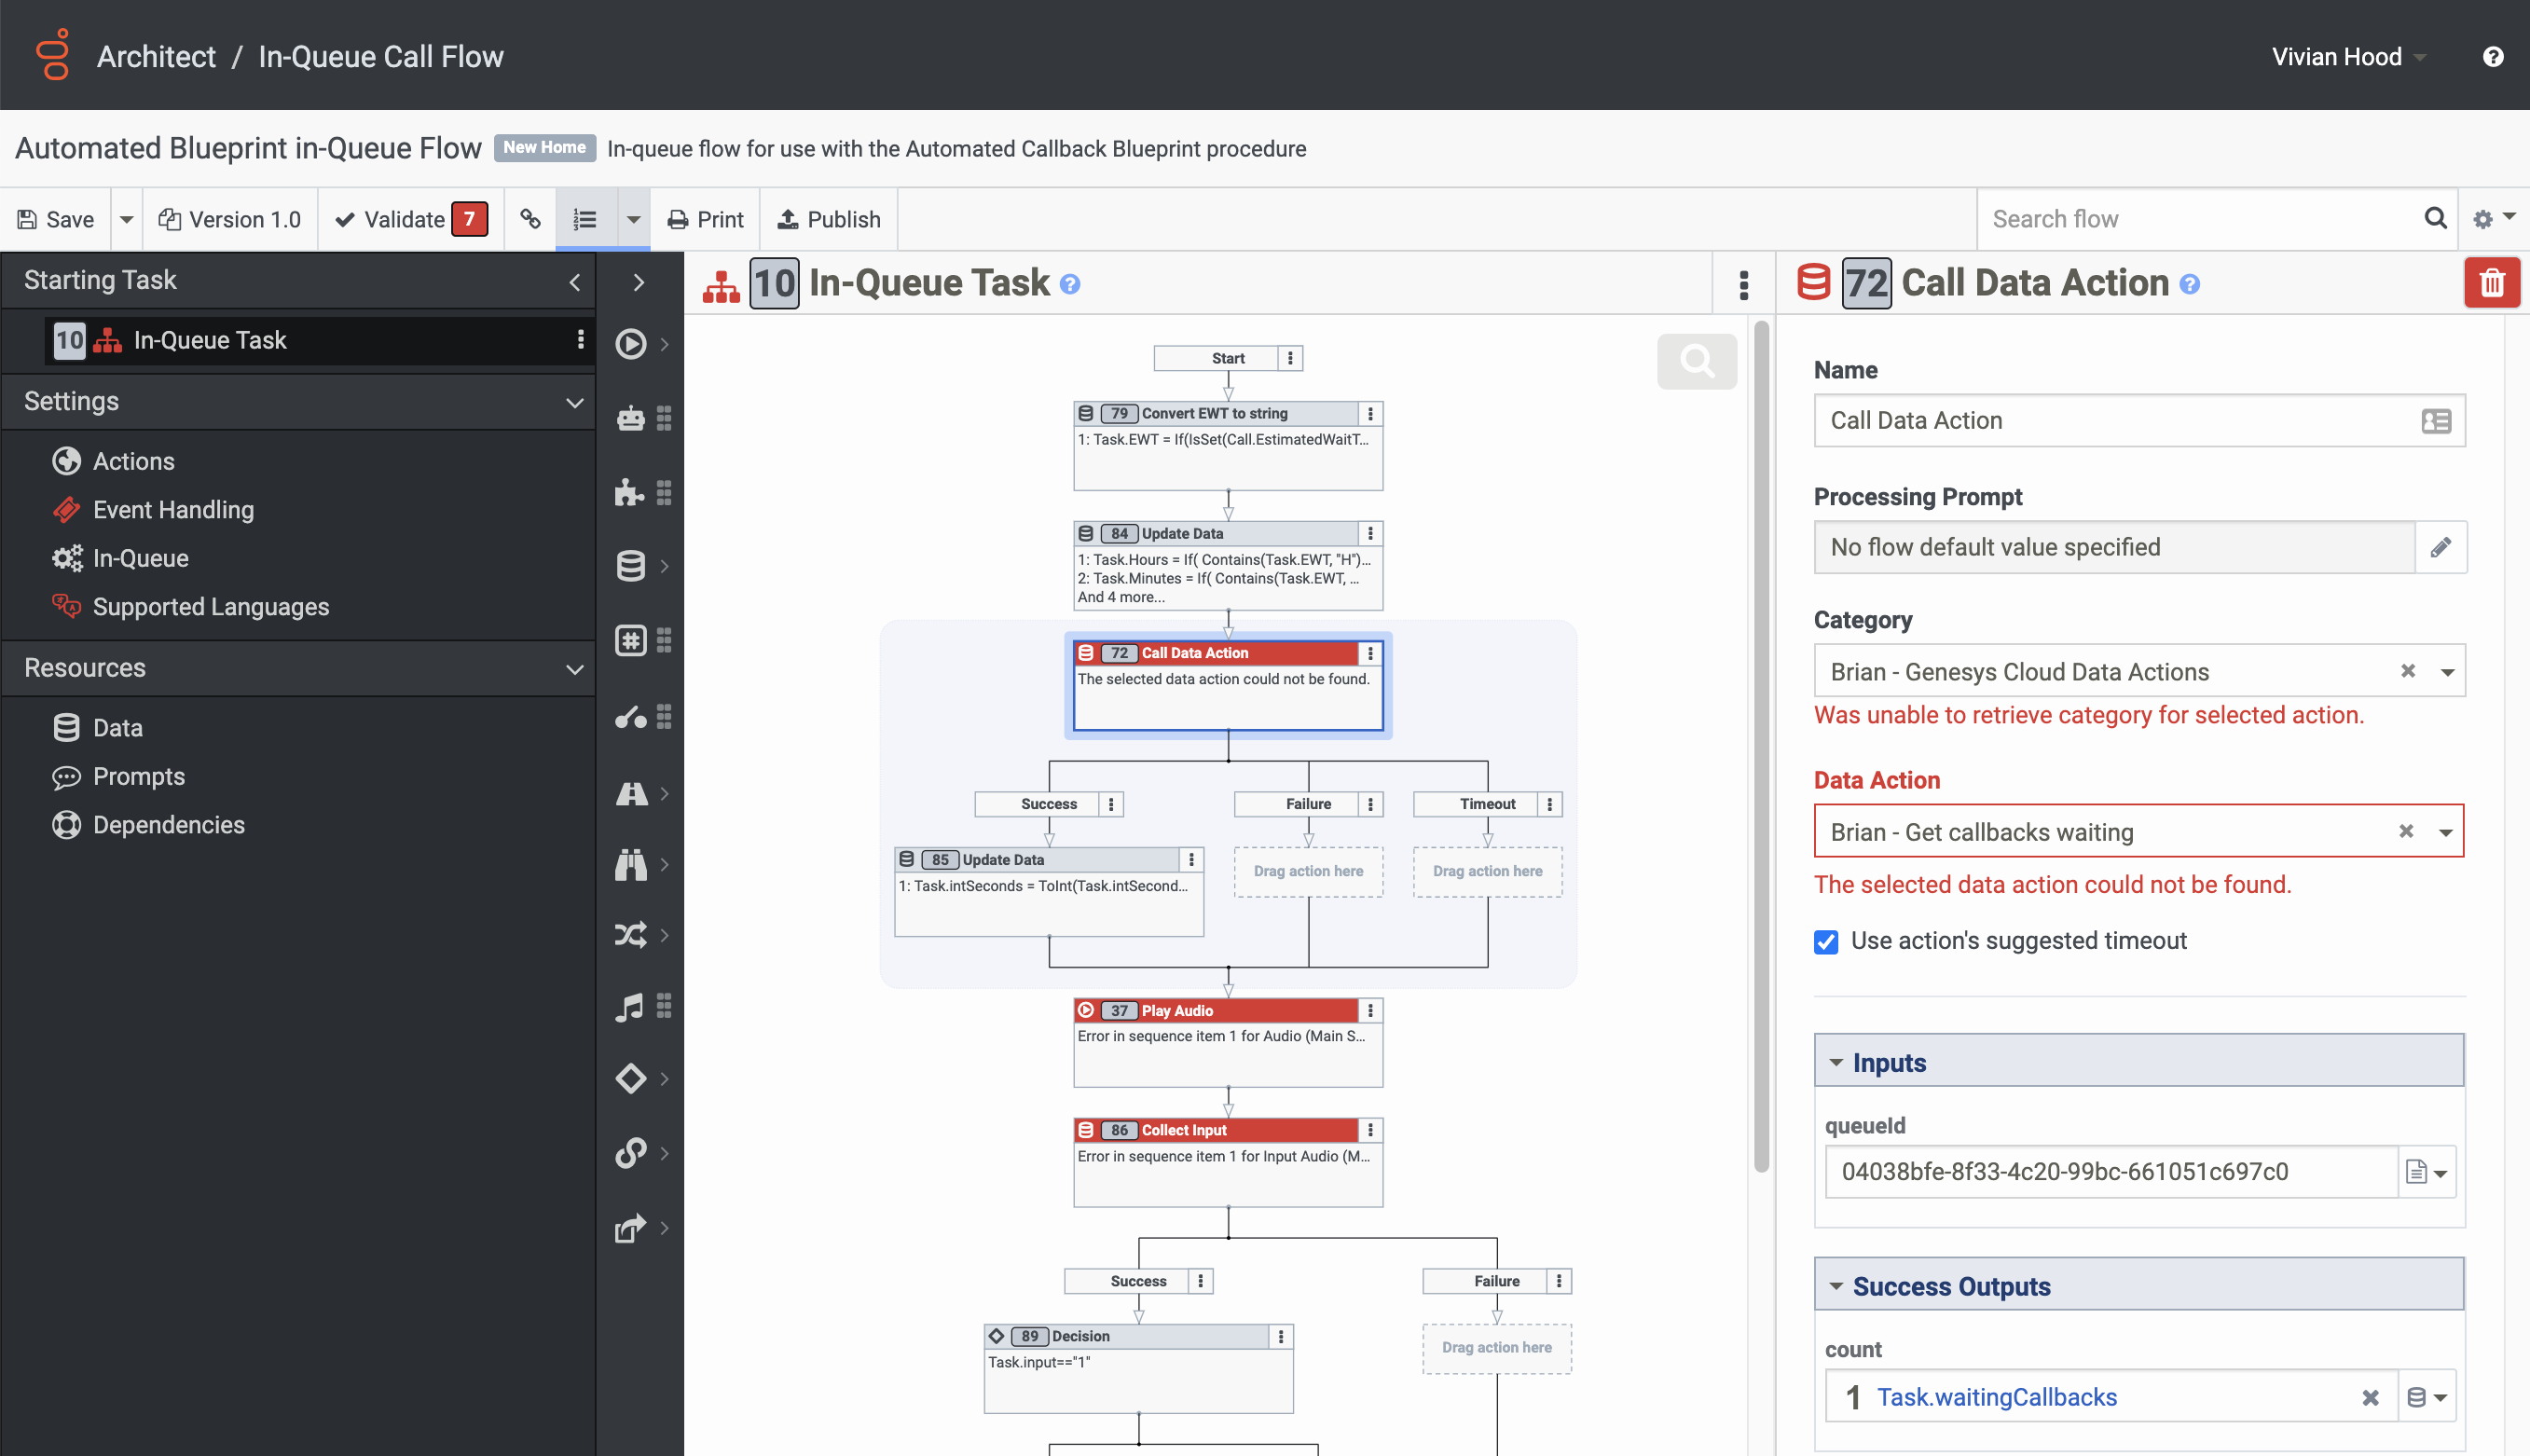 Architect / In-Queue Call Flow
Vivian Hood
Automated Blueprint in-Queue Flow New Home In-queue flow for use with the Automated Callback Blueprint procedure
Save Version 1.0 Validate 7 Print Publish Search flow
Starting Task
10 In-Queue Task
Settings
Actions
Event Handling
In-Queue
Supported Languages
Resources
Data
Prompts
Dependencies
10 In-Queue Task ?
Start
79 Convert EWT to string
1: Task.EWT = If(IsSet(Call.EstimatedWaitT...
84 Update Data
1: Task.Hours = If( Contains(Task.EWT, "H")...
2: Task.Minutes = If( Contains(Task.EWT, ...
And 4 more...
72 Call Data Action
The selected data action could not be found.
Success Failure Timeout
85 Update Data
1: Task.intSeconds = ToInt(Task.intSecond...
Drag action here Drag action here
37 Play Audio
Error in sequence item 1 for Audio (Main S...
86 Collect Input
Error in sequence item 1 for Input Audio (M...
Success Failure
89 Decision
Task.input=="1"
Drag action here
72 Call Data Action ?
Name
Call Data Action
Processing Prompt
No flow default value specified
Category
Brian - Genesys Cloud Data Actions
Was unable to retrieve category for selected action.
Data Action
Brian - Get callbacks waiting
The selected data action could not be found.
Use action's suggested timeout
Inputs
queueId
04038bfe-8f33-4c20-99bc-661051c697c0
Success Outputs
count
1 Task.waitingCallbacks